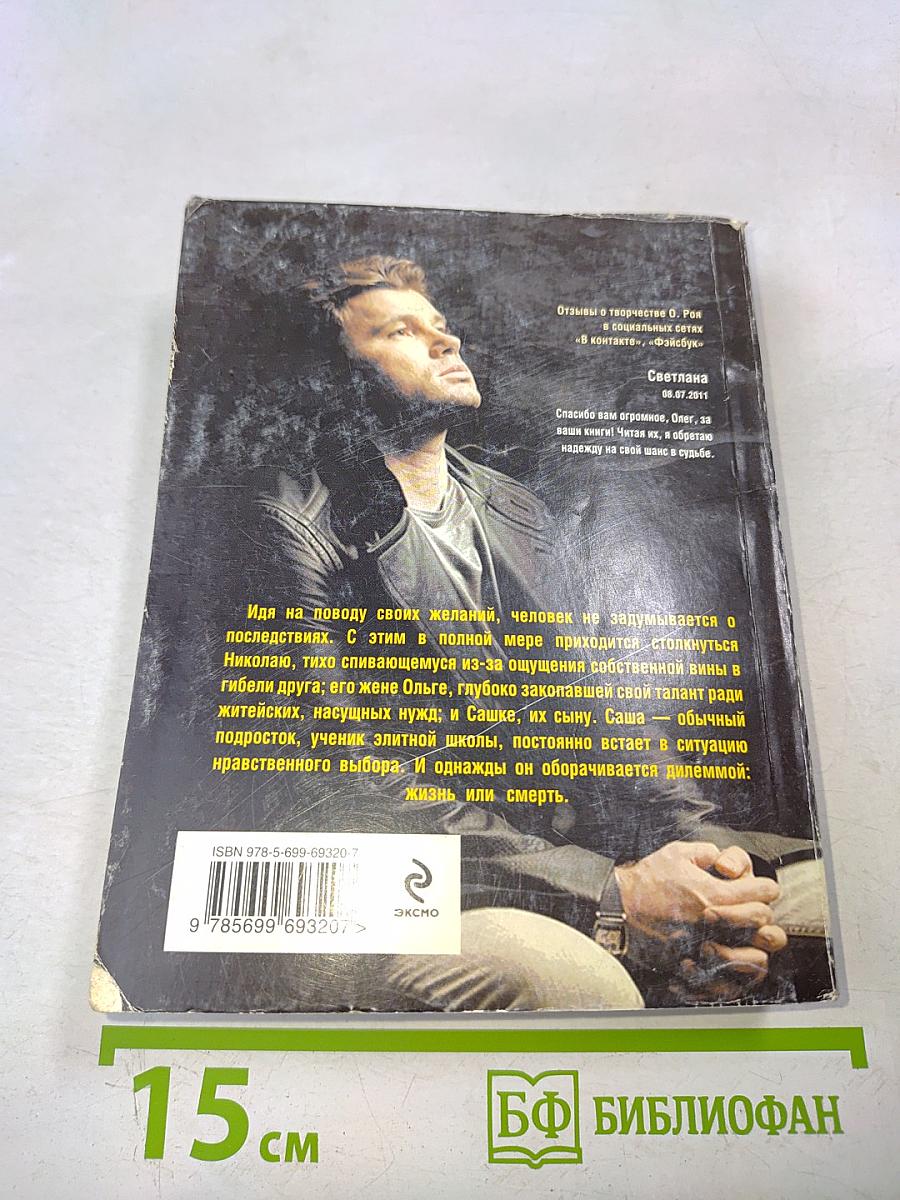 Отзывы о творчестве О. Роя
в социальных сетях
«В контакте», «Фэйсбук»
Светлана
08.07.2011
Спасибо вам огромное, Олег, за
ваши книги! Читая их, я обретаю
надежду на свой шанс в судьбе.
Идя на поводу своих желаний, человек не задумывается о
последствиях. С этим в полной мере приходится столкнуться
Николаю, тихо спивающемуся из-за ощущения собственной вины в
гибели друга; его жене Ольге, глубоко закопавшей свой талант ради
житейских, насущных нужд; и Сашке, их сыну. Саша — обычный
подросток, ученик элитной школы, постоянно встает в ситуацию
нравственного выбора. И однажды он оборачивается дилеммой:
жизнь или смерть.
ISBN 978-5-699-69320-7
9 785699 693207 >
ЭКСМО
15 см
БФ БИБЛИОФАН